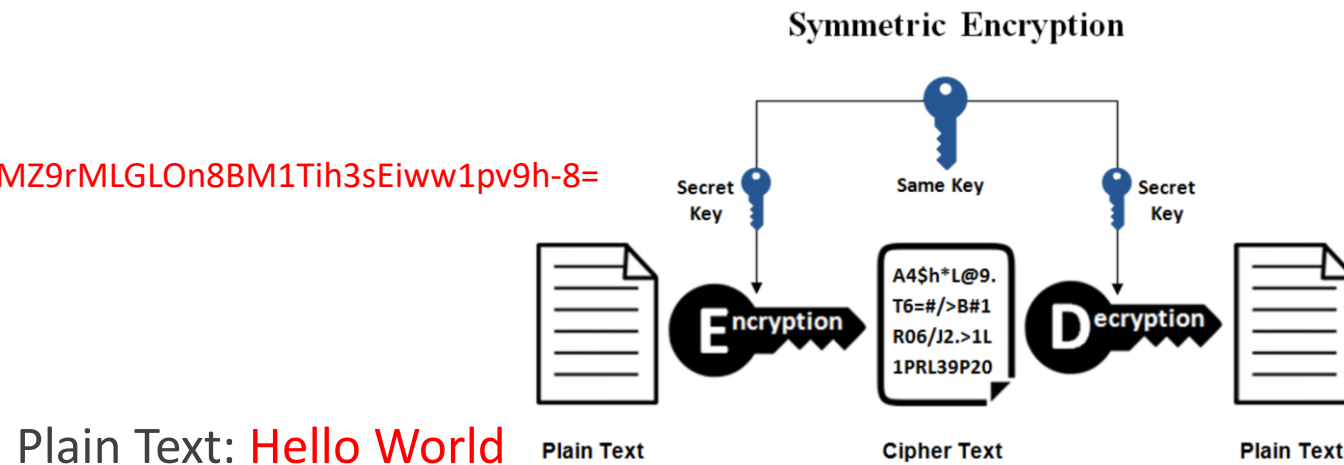 Symmetric Encryption
MZ9rMLGLOn8BM1Tih3sEiww1pv9h-8=
Secret
Key
Same Key
Secret
Key
Encryption
A4$h*L@9.
T6=#/>B#1
R06/J2.>1L
1PRL39P20
Decryption
Plain Text: Hello World
Plain Text
Cipher Text
Plain Text